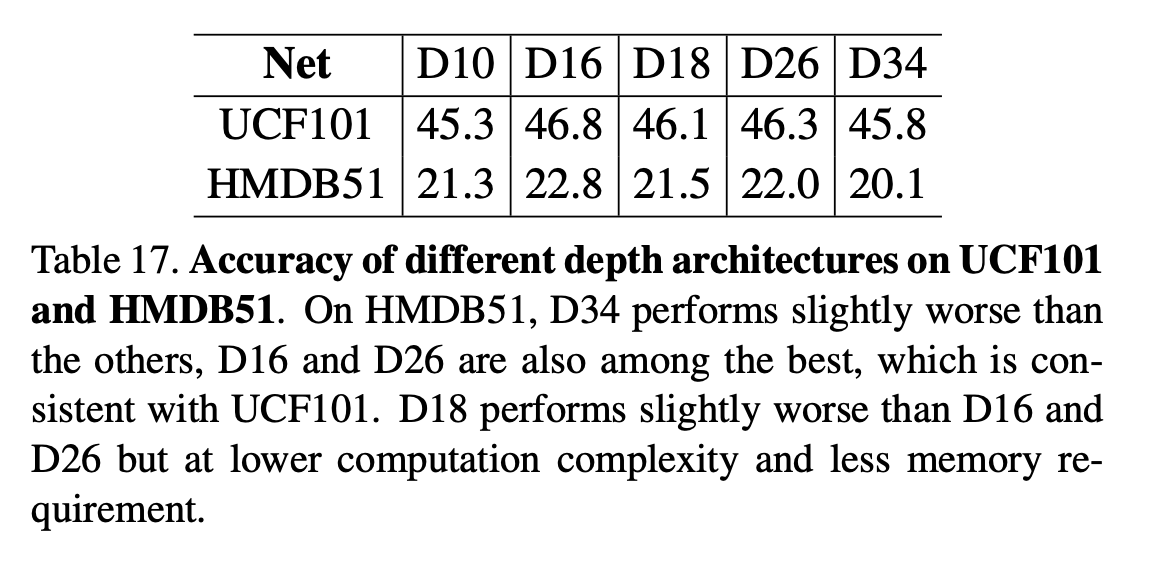 Net D10 D16 D18 D26 D34
UCF101 45.3 46.8 46.1 46.3 45.8
HMDB51 21.3 22.8 21.5 22.0 20.1
Table 17. Accuracy of different depth architectures on UCF101
and HMDB51. On HMDB51, D34 performs slightly worse than
the others, D16 and D26 are also among the best, which is con-
sistent with UCF101. D18 performs slightly worse than D16 and
D26 but at lower computation complexity and less memory re-
quirement.